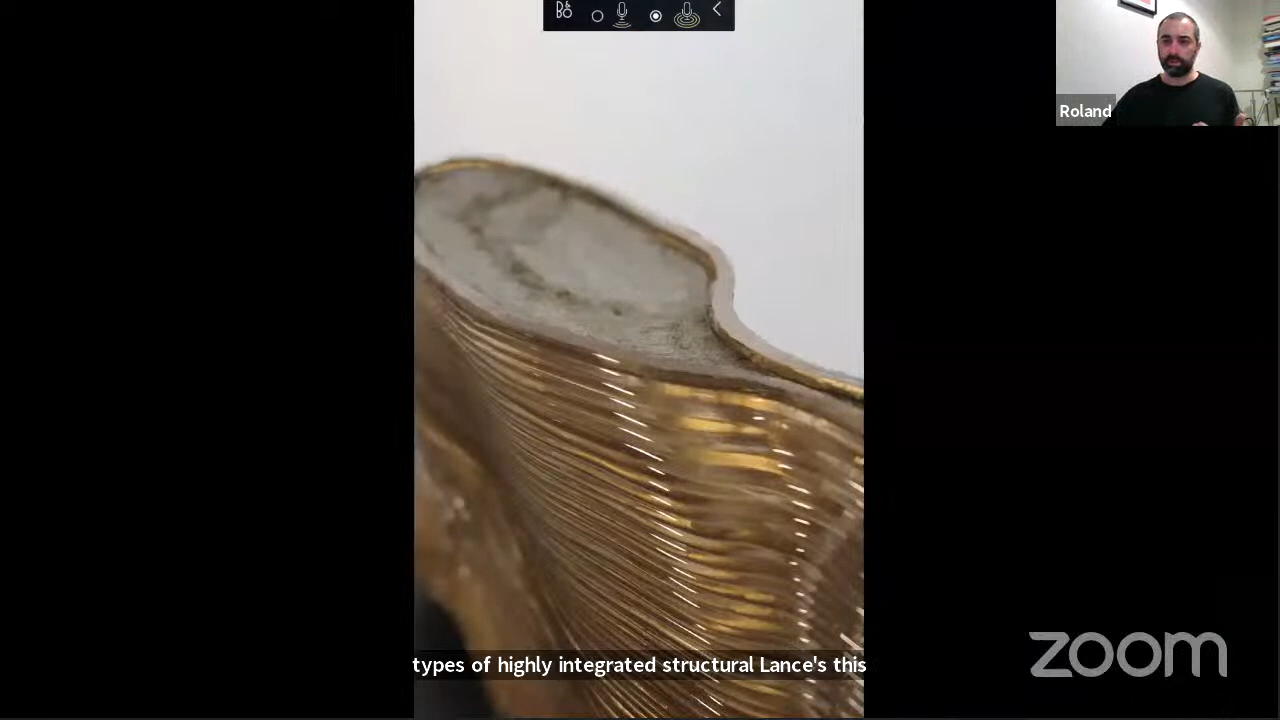 B&O
Roland
types of highly integrated structural Lance's this
zoom